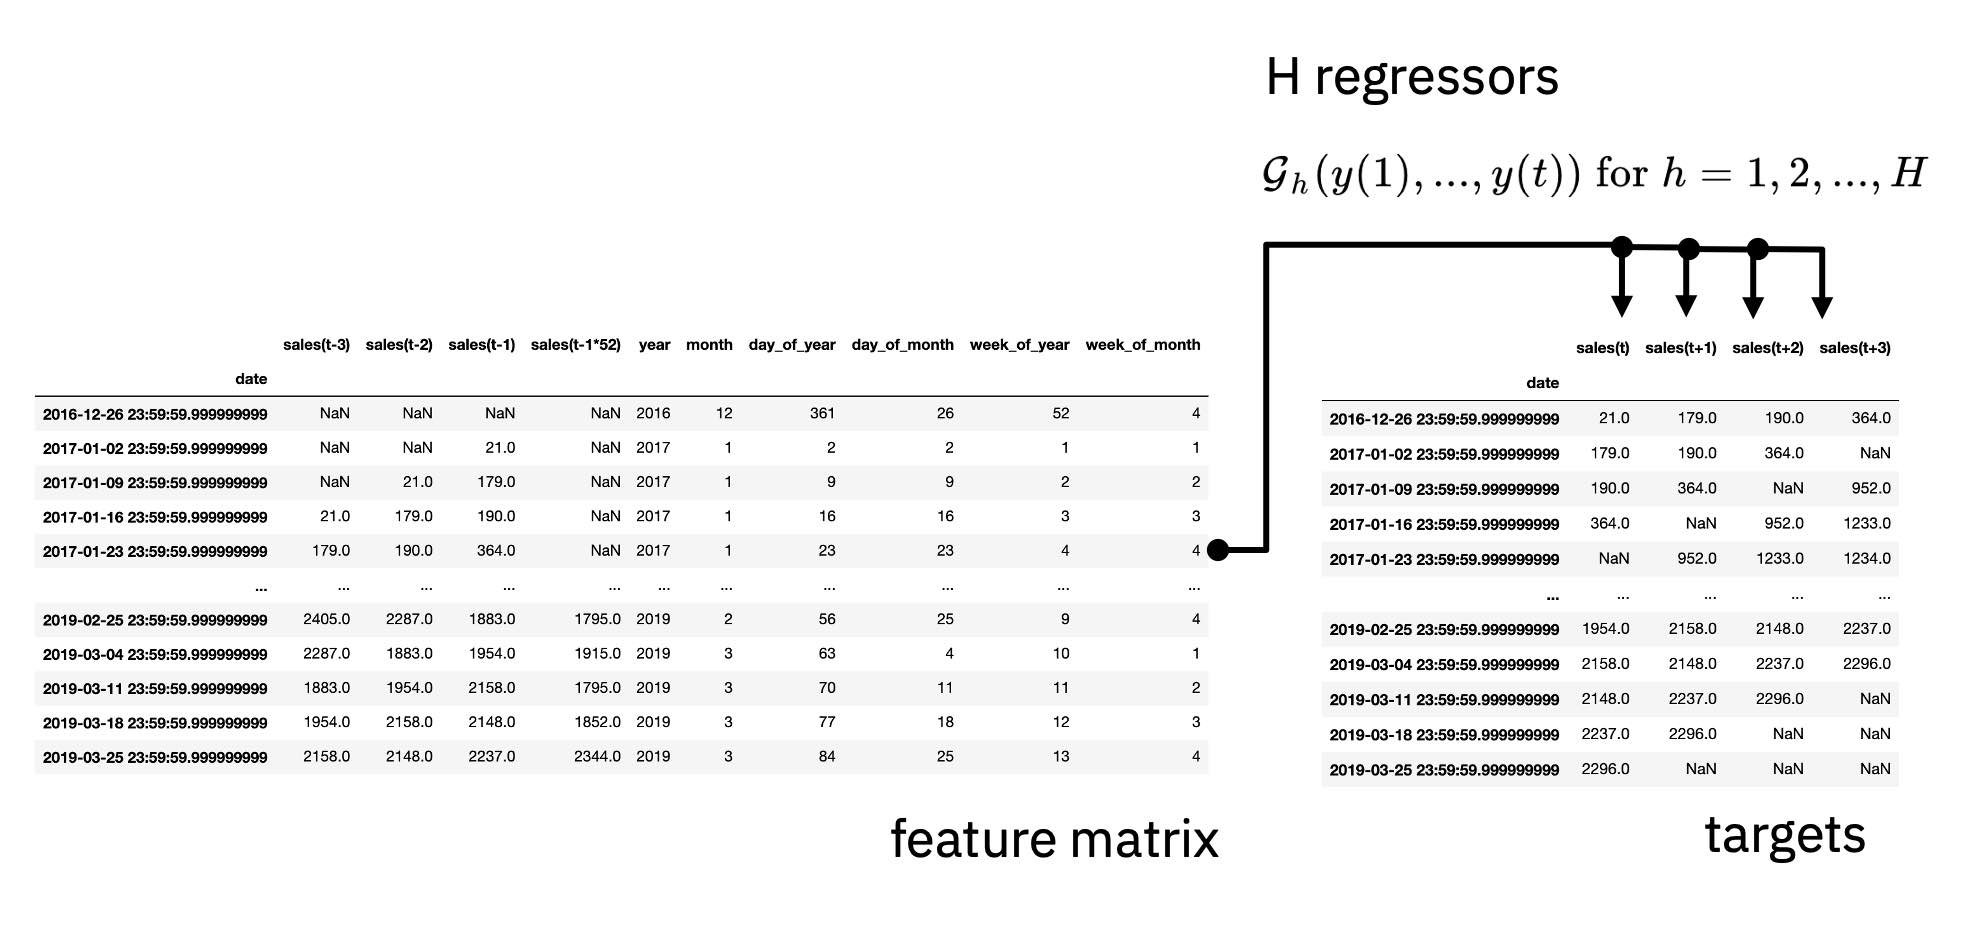 H regressors
𝒢h(y(1), ..., y(t)) for h = 1, 2, ..., H
sales(t-3) sales(t-2) sales(t-1) sales(t-1*52) year month day_of_year day_of_month week_of_year week_of_month
date
2016-12-26 23:59:59.999999999 NaN NaN NaN NaN 2016 12 361 26 52 4
2017-01-02 23:59:59.999999999 NaN NaN 21.0 NaN 2017 1 2 2 1 1
2017-01-09 23:59:59.999999999 NaN 21.0 179.0 NaN 2017 1 9 9 2 2
2017-01-16 23:59:59.999999999 21.0 179.0 190.0 NaN 2017 1 16 16 3 3
2017-01-23 23:59:59.999999999 179.0 190.0 364.0 NaN 2017 1 23 23 4 4
... ... ... ... ... ... ... ... ... ... ...
2019-02-25 23:59:59.999999999 2405.0 2287.0 1883.0 1795.0 2019 2 56 25 9 4
2019-03-04 23:59:59.999999999 2287.0 1883.0 1954.0 1915.0 2019 3 63 4 10 1
2019-03-11 23:59:59.999999999 1883.0 1954.0 2158.0 1795.0 2019 3 70 11 11 2
2019-03-18 23:59:59.999999999 1954.0 2158.0 2148.0 1852.0 2019 3 77 18 12 3
2019-03-25 23:59:59.999999999 2158.0 2148.0 2237.0 2344.0 2019 3 84 25 13 4
feature matrix
sales(t) sales(t+1) sales(t+2) sales(t+3)
date
2016-12-26 23:59:59.999999999 21.0 179.0 190.0 364.0
2017-01-02 23:59:59.999999999 179.0 190.0 364.0 NaN
2017-01-09 23:59:59.999999999 190.0 364.0 NaN 952.0
2017-01-16 23:59:59.999999999 364.0 NaN 952.0 1233.0
2017-01-23 23:59:59.999999999 NaN 952.0 1233.0 1234.0
... ... ... ... ...
2019-02-25 23:59:59.999999999 1954.0 2158.0 2148.0 2237.0
2019-03-04 23:59:59.999999999 2158.0 2148.0 2237.0 2296.0
2019-03-11 23:59:59.999999999 2148.0 2237.0 2296.0 NaN
2019-03-18 23:59:59.999999999 2237.0 2296.0 NaN NaN
2019-03-25 23:59:59.999999999 2296.0 NaN NaN NaN
targets